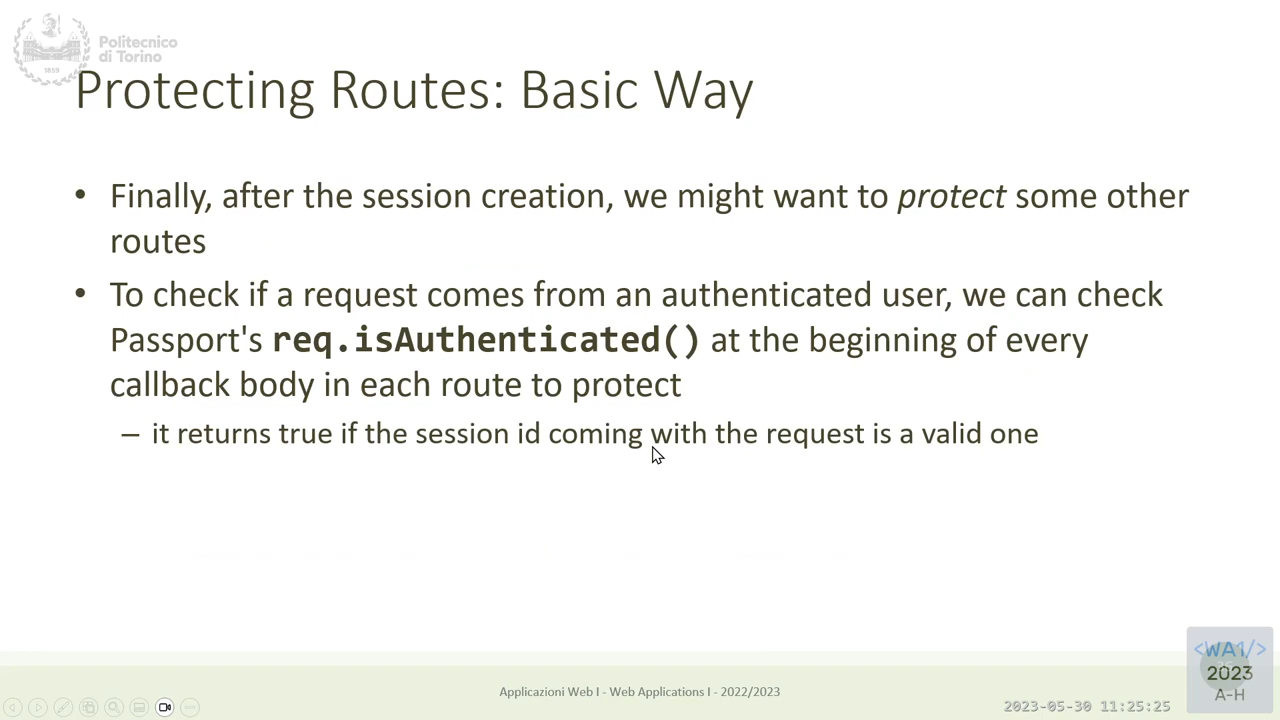 Politecnico
di Torino
1859
Protecting Routes: Basic Way
• Finally, after the session creation, we might want to protect some other
routes
• To check if a request comes from an authenticated user, we can check
Passport's req.isAuthenticated() at the beginning of every
callback body in each route to protect
– it returns true if the session id coming with the request is a valid one
Applicazioni Web I - Web Applications I - 2022/2023
2023-05-30 11:25:25
<WA1/>
2023
A-H